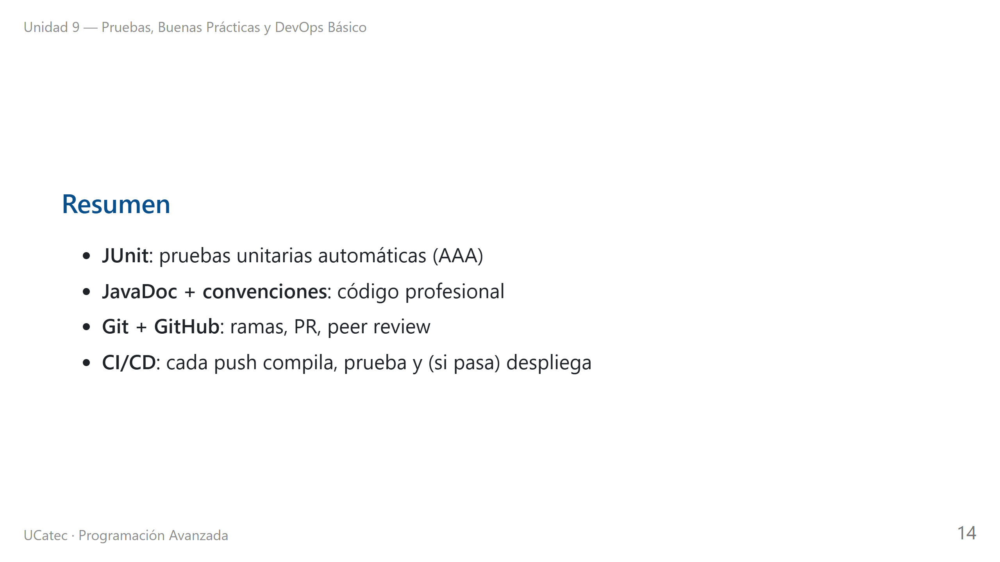 Unidad 9 — Pruebas, Buenas Prácticas y DevOps Básico
Resumen
• JUnit: pruebas unitarias automáticas (AAA)
• JavaDoc + convenciones: código profesional
• Git + GitHub: ramas, PR, peer review
• CI/CD: cada push compila, prueba y (si pasa) despliega
UCatec · Programación Avanzada
14